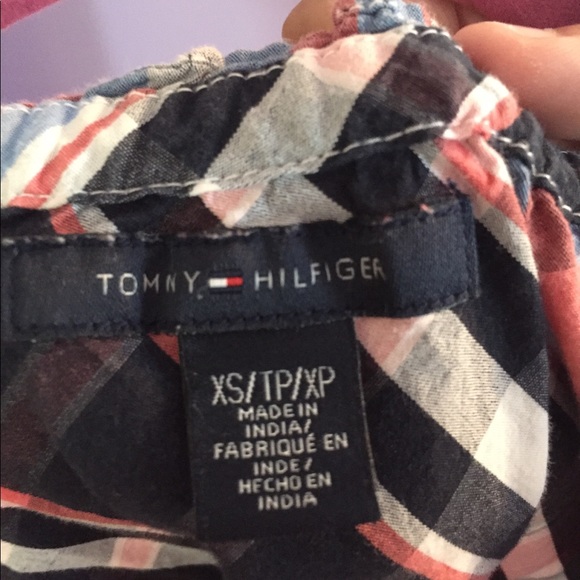 TOMMY HILFIGER
XS/TP/XP
MADE IN
INDIA/
FABRIQUÉ EN
INDE/
HECHO EN
INDIA